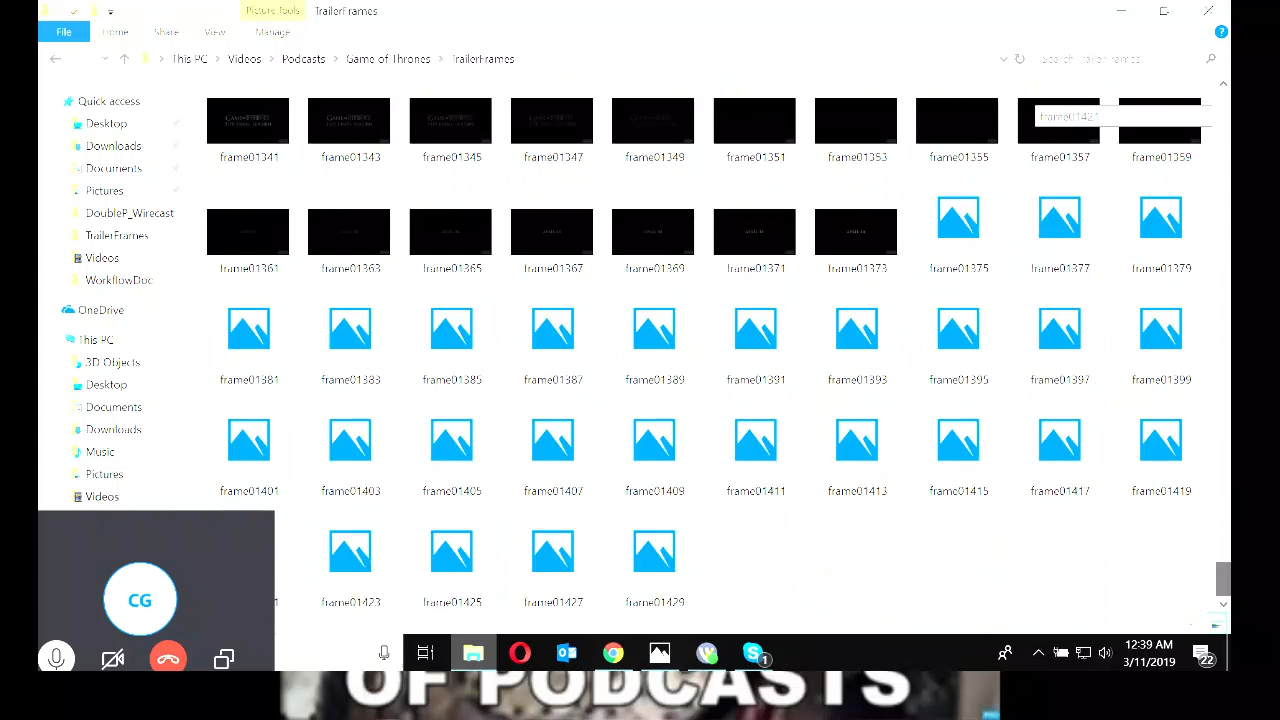 Picture Tools TrailerFrames
File Home Share View Manage
This PC Videos Podcasts Game of Thrones TrailerFrames Search TrailerFrames
Quick access
Desktop
Downloads
Documents
Pictures
DoubleP_Wirecast
TrailerFrames
Videos
WorkflowDoc
OneDrive
This PC
3D Objects
Desktop
Documents
Downloads
Music
Pictures
Videos
frame01421
frame01341 frame01343 frame01345 frame01347 frame01349 frame01351 frame01353 frame01355 frame01357 frame01359
frame01361 frame01363 frame01365 frame01367 frame01369 frame01371 frame01373 frame01375 frame01377 frame01379
frame01381 frame01383 frame01385 frame01387 frame01389 frame01391 frame01393 frame01395 frame01397 frame01399
frame01401 frame01403 frame01405 frame01407 frame01409 frame01411 frame01413 frame01415 frame01417 frame01419
frame01423 frame01425 frame01427 frame01429
CG
1
12:39 AM
3/11/2019
22
OF PODCASTS